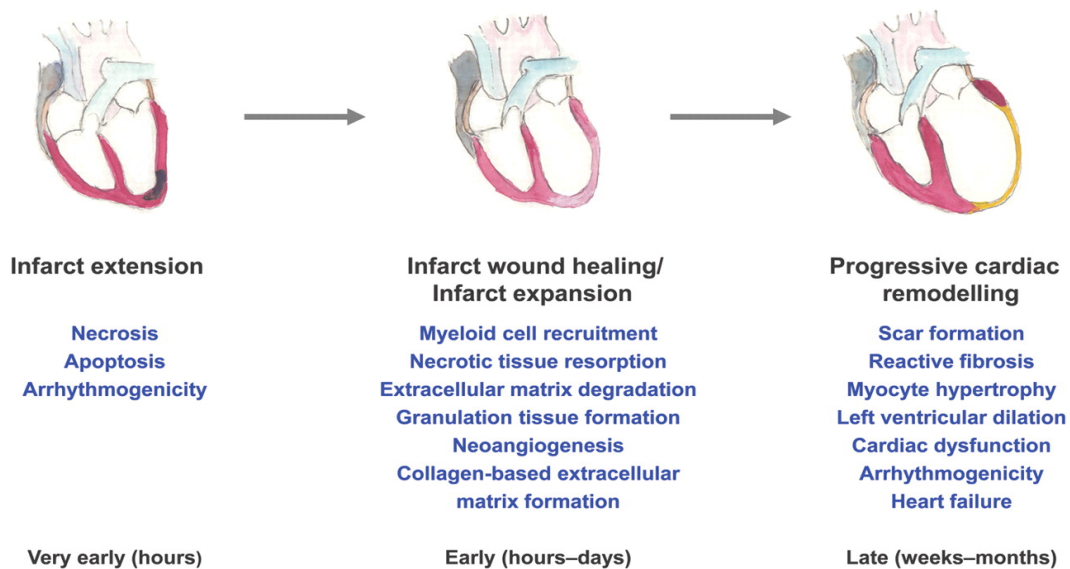 Infarct extension
Necrosis
Apoptosis
Arrhythmogenicity
Very early (hours)
Infarct wound healing/
Infarct expansion
Myeloid cell recruitment
Necrotic tissue resorption
Extracellular matrix degradation
Granulation tissue formation
Neoangiogenesis
Collagen-based extracellular
matrix formation
Early (hours–days)
Progressive cardiac
remodelling
Scar formation
Reactive fibrosis
Myocyte hypertrophy
Left ventricular dilation
Cardiac dysfunction
Arrhythmogenicity
Heart failure
Late (weeks–months)